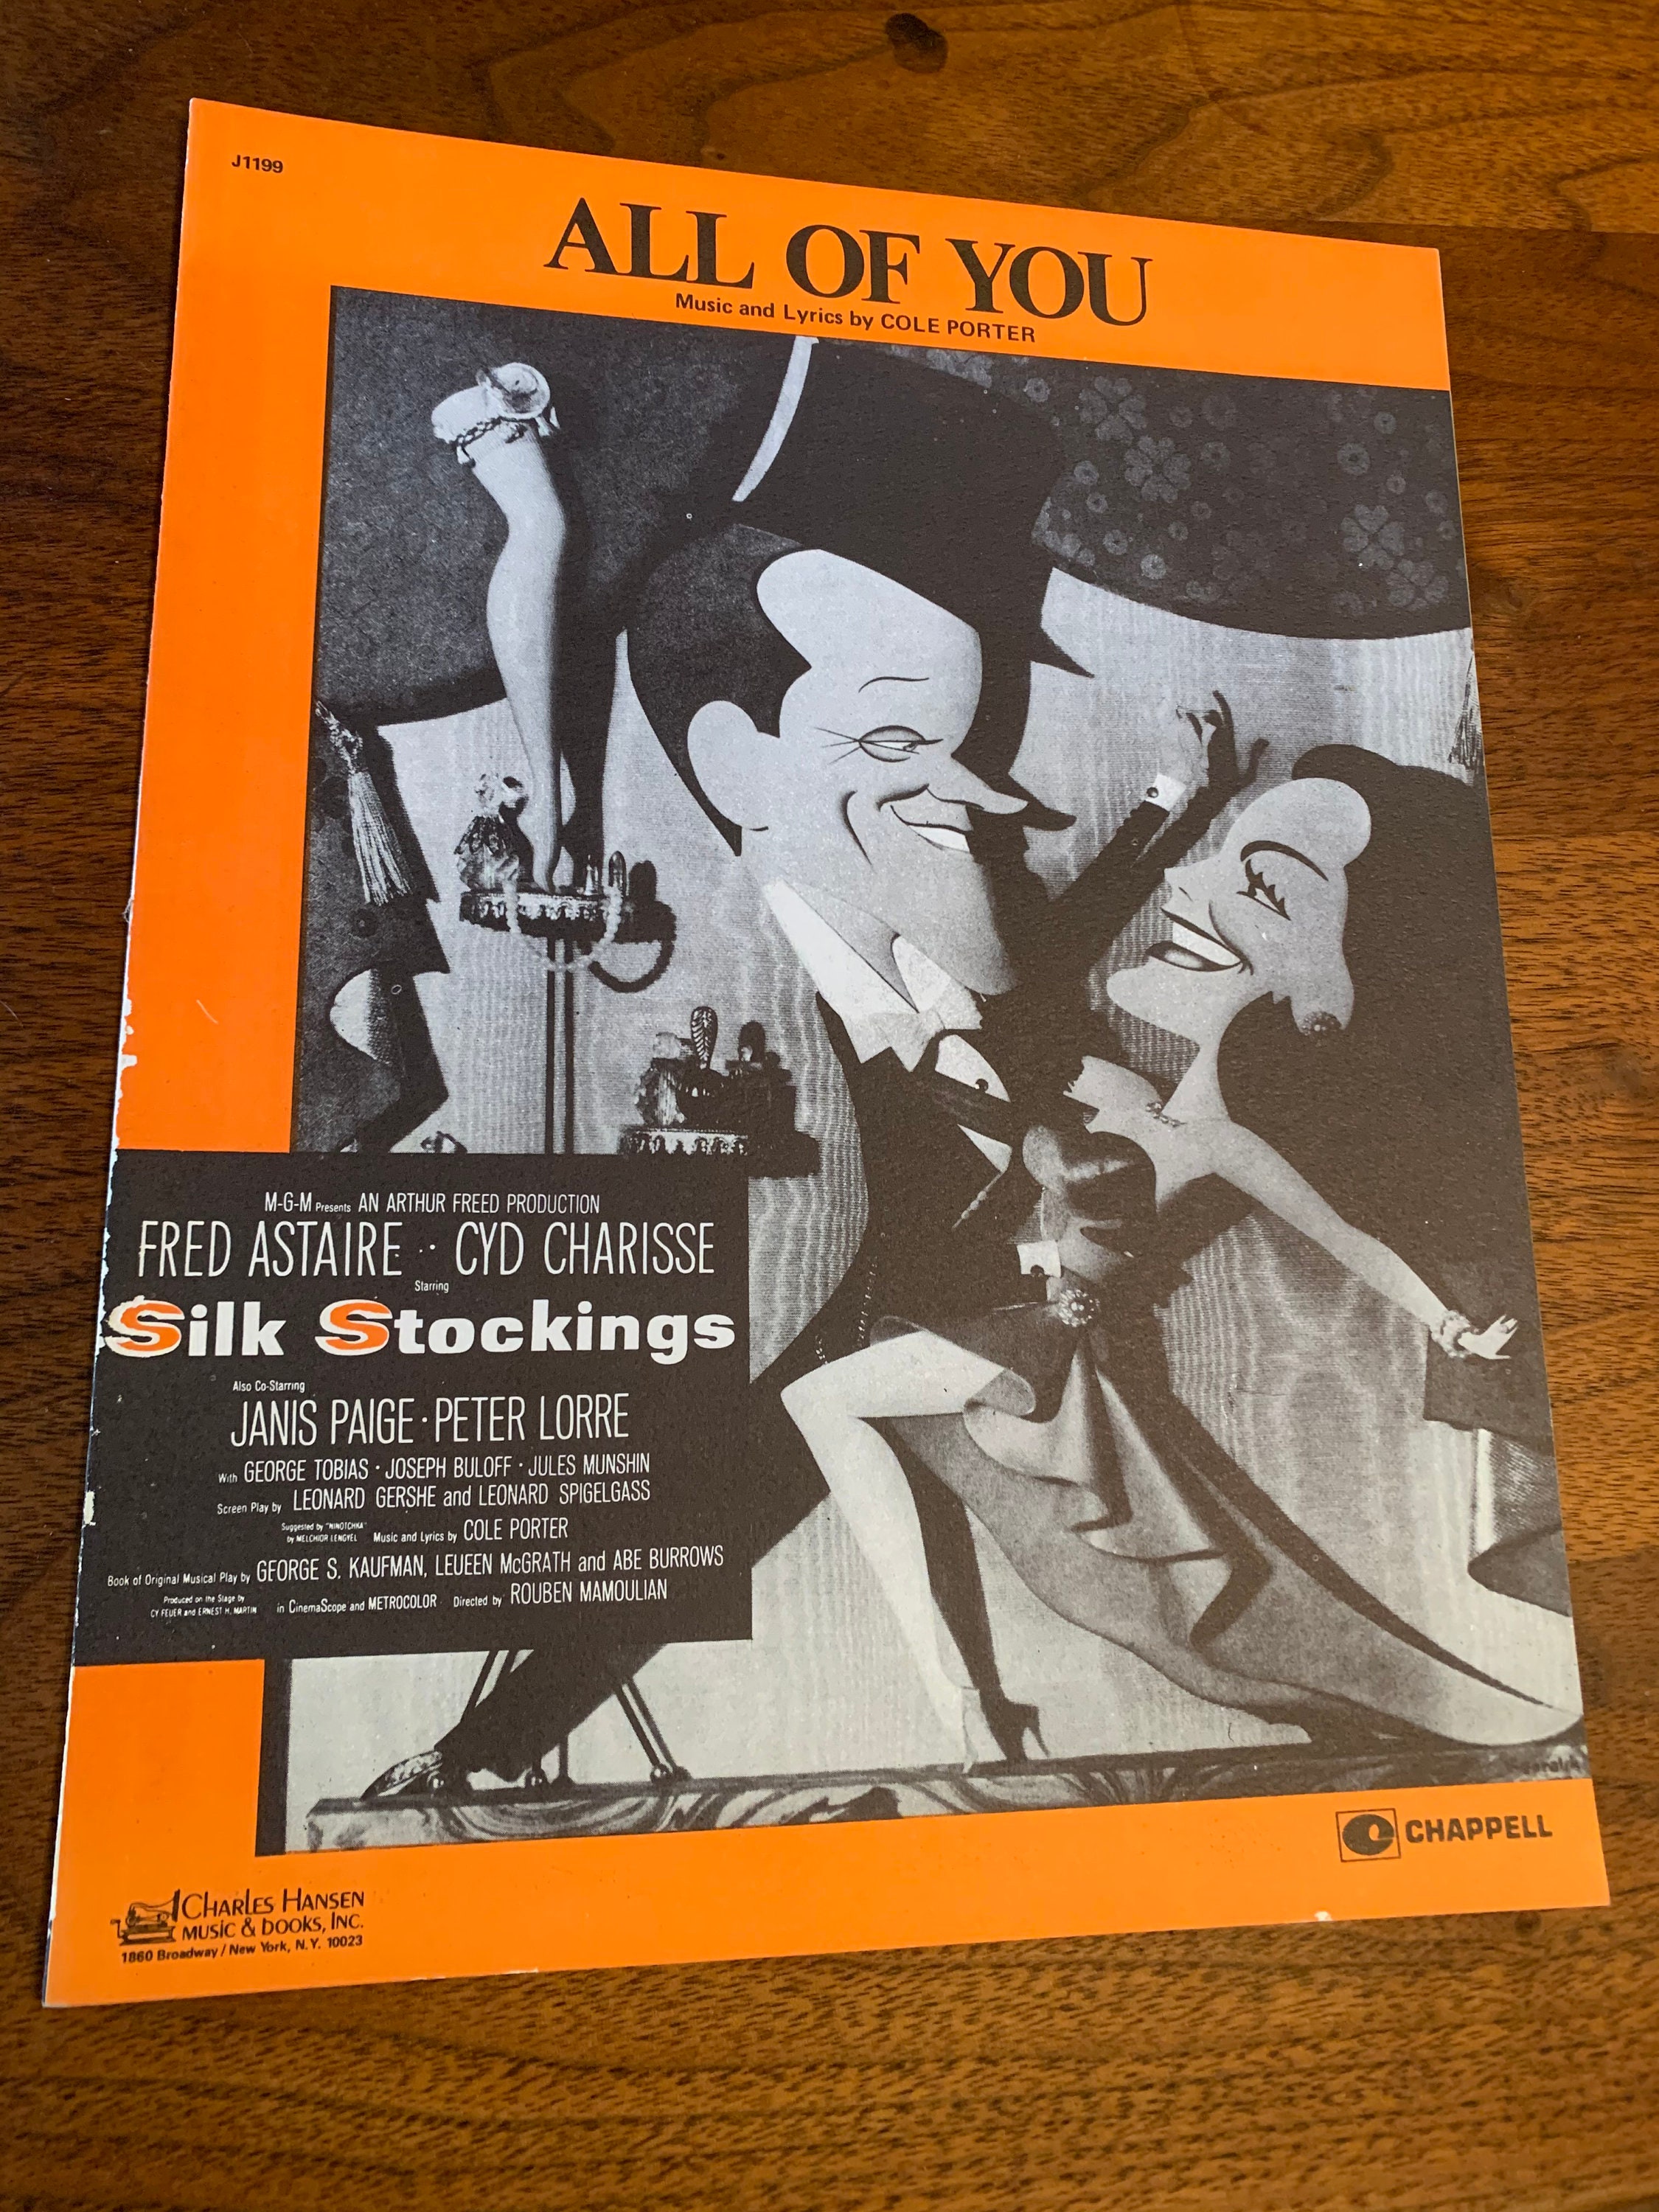 J1199
ALL OF YOU
Music and Lyrics by COLE PORTER
M-G-M Presents AN ARTHUR FREED PRODUCTION
FRED ASTAIRE · CYD CHARISSE
Starring
Silk Stockings
Also Co-Starring
JANIS PAIGE · PETER LORRE
With GEORGE TOBIAS · JOSEPH BULOFF · JULES MUNSHIN
Screen Play by LEONARD GERSHE and LEONARD SPIGELGASS
Suggested by "NINOTCHKA"
by MELCHIOR LENGYEL Music and Lyrics by COLE PORTER
Book of Original Musical Play by GEORGE S. KAUFMAN, LEUEEN McGRATH and ABE BURROWS
Produced on the Stage by
CY FEUER and ERNEST H. MARTIN in CinemaScope and METROCOLOR Directed by ROUBEN MAMOULIAN
CHAPPELL
CHARLES HANSEN
MUSIC & BOOKS, INC.
1860 Broadway / New York, N.Y. 10023